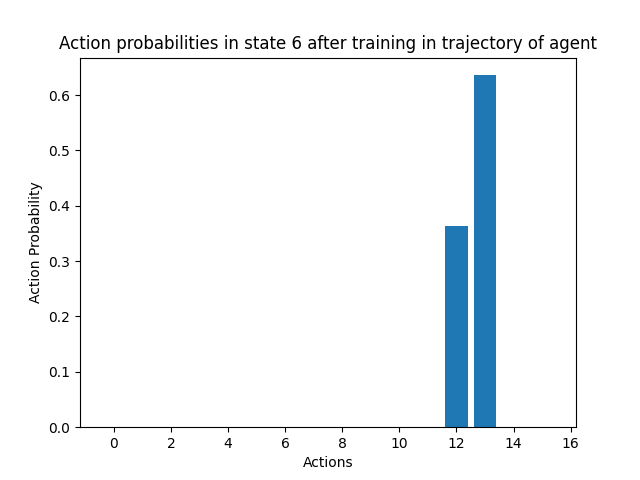 Action probabilities in state 6 after training in trajectory of agent
0.6
0.5
0.4
0.3
0.2
0.1
0.0
Action Probability
0 2 4 6 8 10 12 14 16
Actions